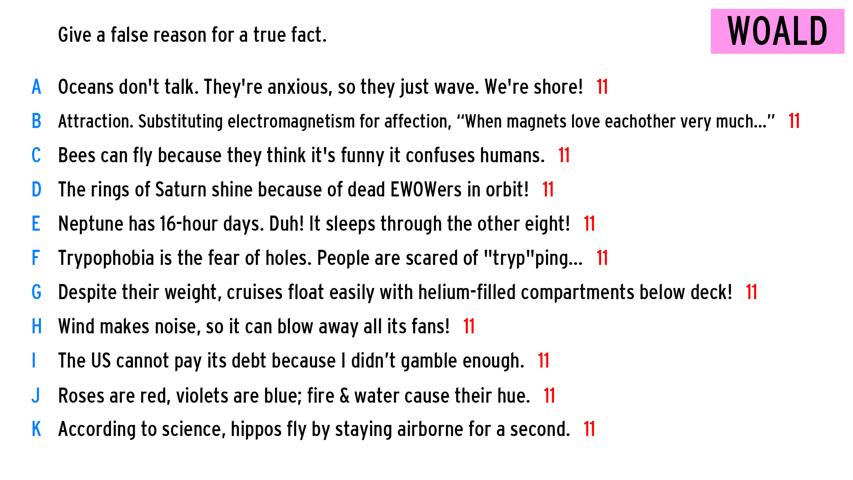 Give a false reason for a true fact.
WOALD
A Oceans don't talk. They're anxious, so they just wave. We're shore! 11
B Attraction. Substituting electromagnetism for affection, “When magnets love eachother very much...” 11
C Bees can fly because they think it's funny it confuses humans. 11
D The rings of Saturn shine because of dead EWOWers in orbit! 11
E Neptune has 16-hour days. Duh! It sleeps through the other eight! 11
F Trypophobia is the fear of holes. People are scared of "tryp"ping... 11
G Despite their weight, cruises float easily with helium-filled compartments below deck! 11
H Wind makes noise, so it can blow away all its fans! 11
I The US cannot pay its debt because I didn’t gamble enough. 11
J Roses are red, violets are blue; fire & water cause their hue. 11
K According to science, hippos fly by staying airborne for a second. 11